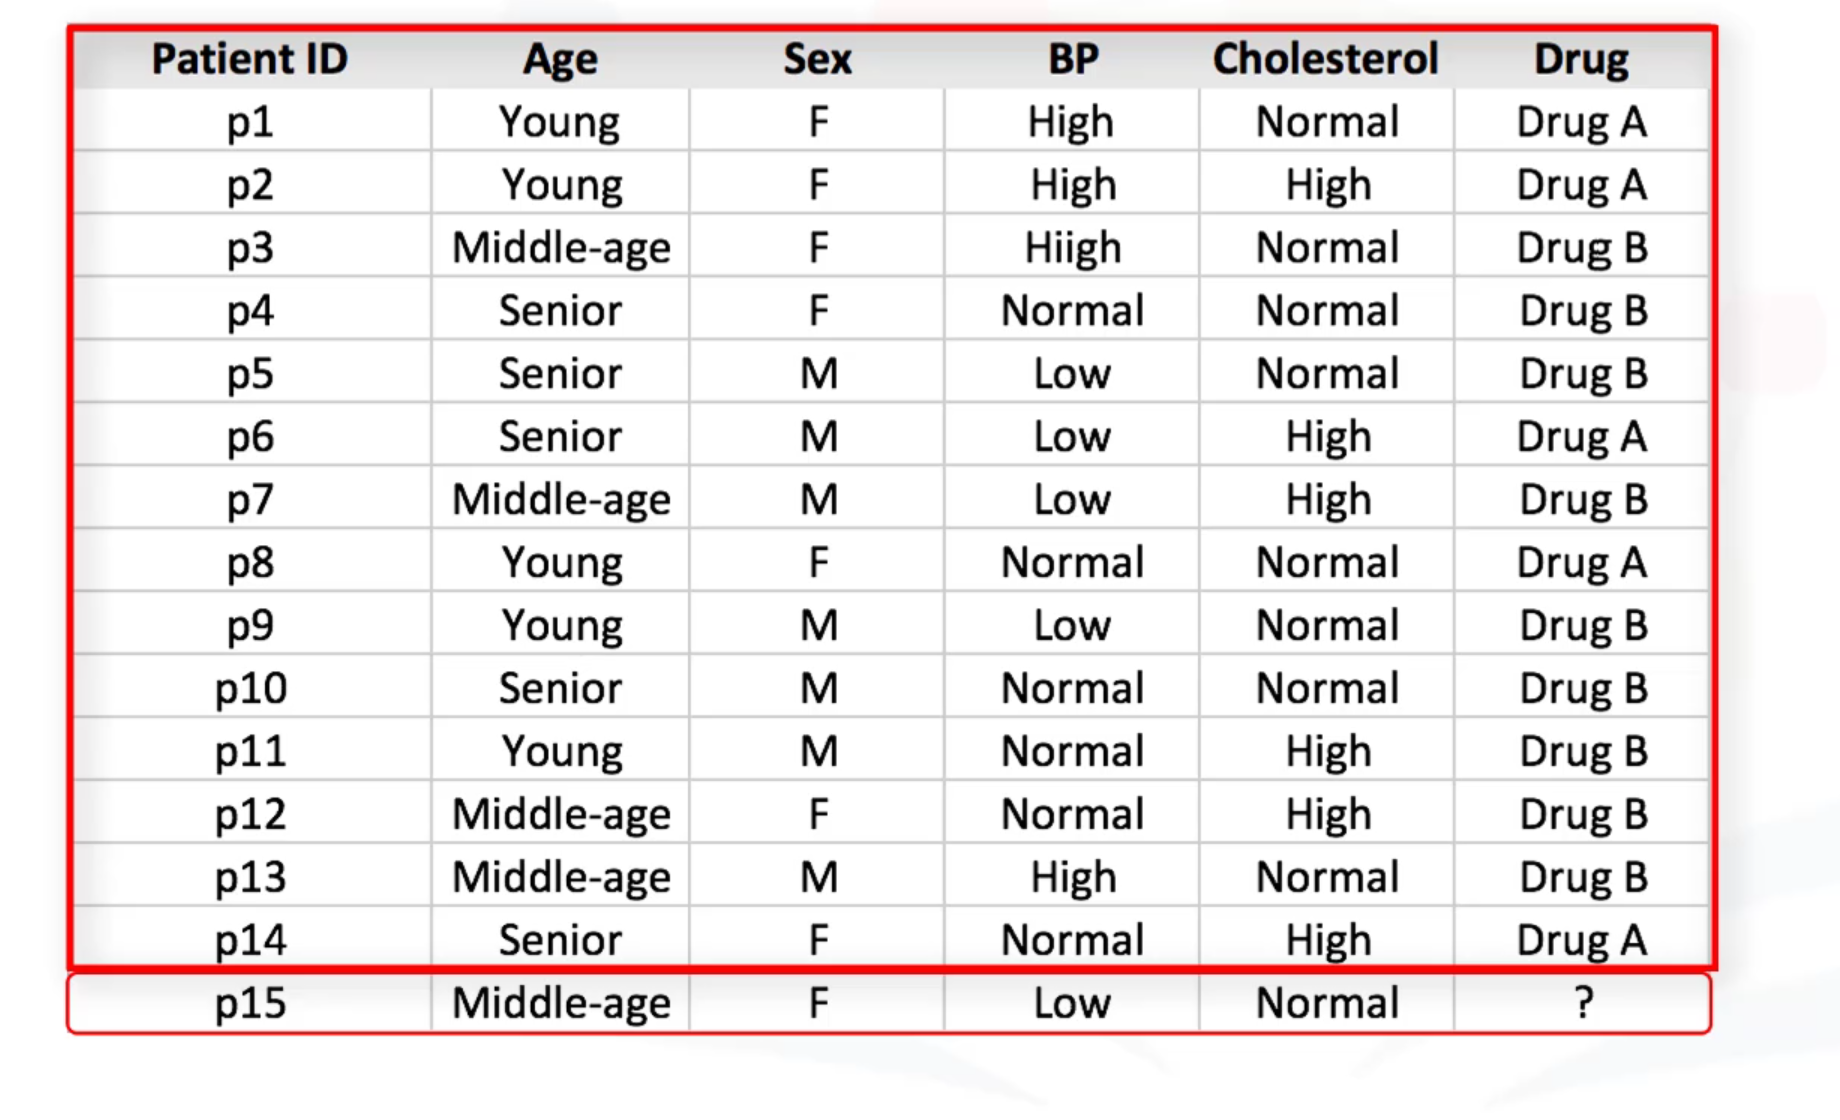 Patient ID Age Sex BP Cholesterol Drug
p1 Young F High Normal Drug A
p2 Young F High High Drug A
p3 Middle-age F Hiigh Normal Drug B
p4 Senior F Normal Normal Drug B
p5 Senior M Low Normal Drug B
p6 Senior M Low High Drug A
p7 Middle-age M Low High Drug B
p8 Young F Normal Normal Drug A
p9 Young M Low Normal Drug B
p10 Senior M Normal Normal Drug B
p11 Young M Normal High Drug B
p12 Middle-age F Normal High Drug B
p13 Middle-age M High Normal Drug B
p14 Senior F Normal High Drug A
p15 Middle-age F Low Normal ?